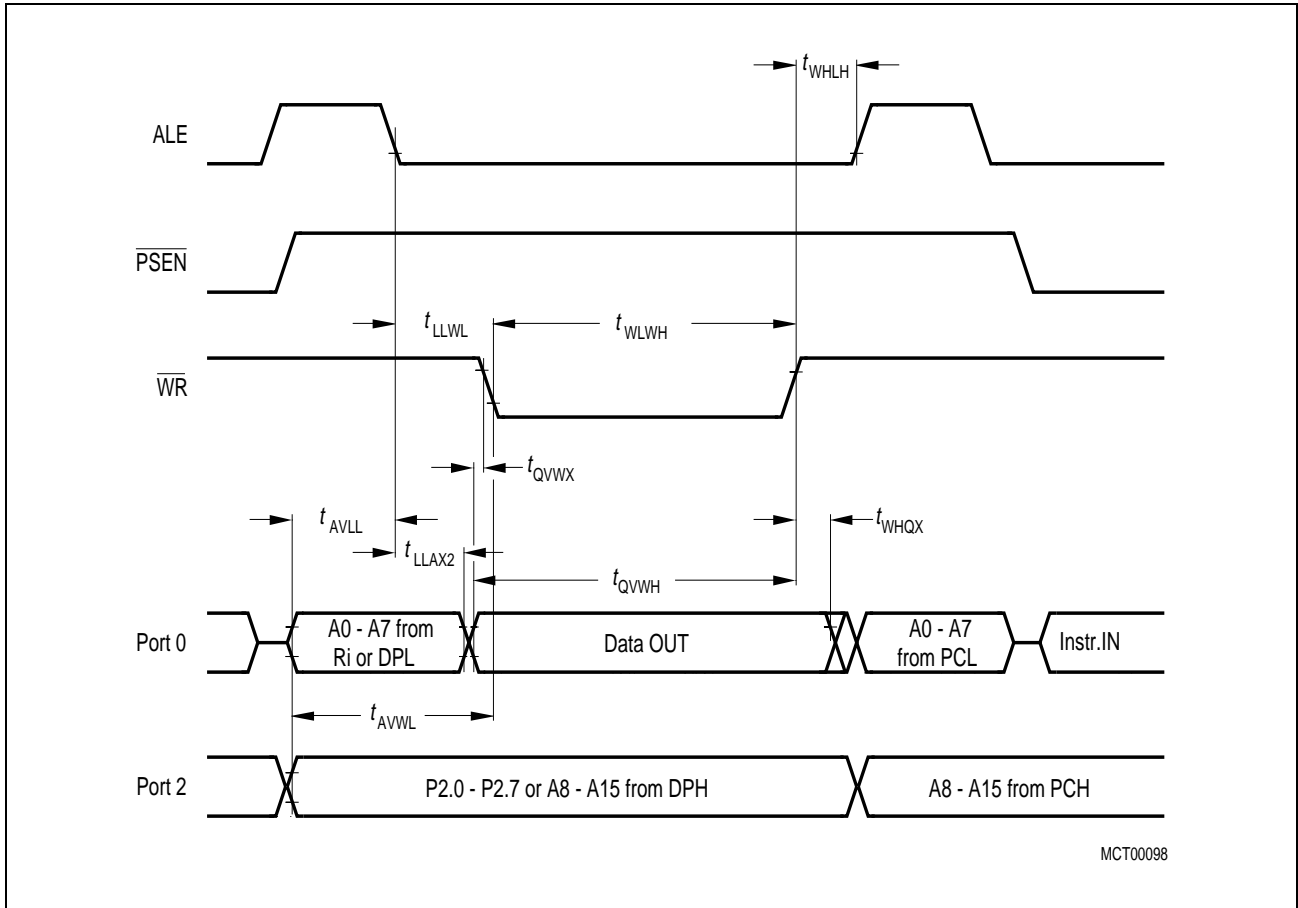 t WHLH
ALE
PSEN
t LLWL
t WLWH
WR
t QVWX
t AVLL
t WHQX
t LLAX2
t QVWH
Port 0
A0 - A7 from
Ri or DPL
Data OUT
A0 - A7
from PCL
Instr.IN
t AVWL
Port 2
P2.0 - P2.7 or A8 - A15 from DPH
A8 - A15 from PCH
MCT00098